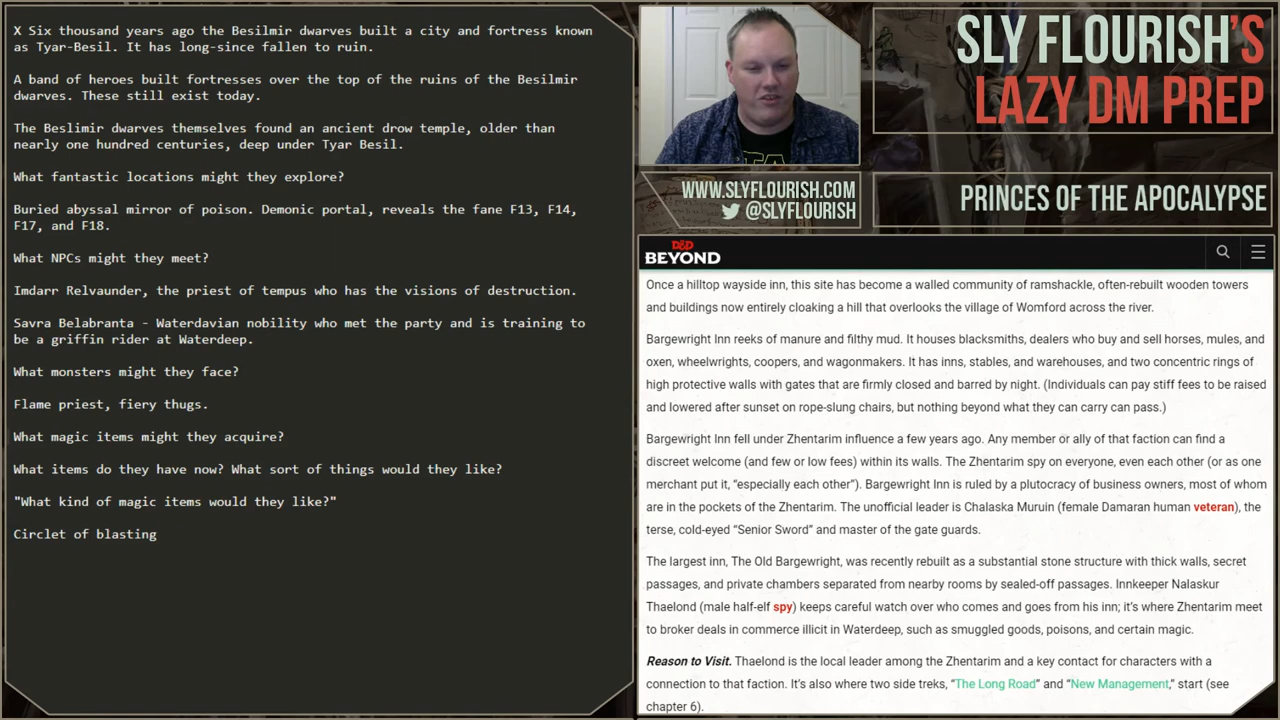 X Six thousand years ago the Besilmir dwarves built a city and fortress known
as Tyar-Besil. It has long-since fallen to ruin.
A band of heroes built fortresses over the top of the ruins of the Besilmir
dwarves. These still exist today.
The Beslimir dwarves themselves found an ancient drow temple, older than
nearly one hundred centuries, deep under Tyar Besil.
What fantastic locations might they explore?
Buried abyssal mirror of poison. Demonic portal, reveals the fane F13, F14,
F17, and F18.
What NPCs might they meet?
Imdarr Relvaunder, the priest of tempus who has the visions of destruction.
Savra Belabranta - Waterdavian nobility who met the party and is training to
be a griffin rider at Waterdeep.
What monsters might they face?
Flame priest, fiery thugs.
What magic items might they acquire?
What items do they have now? What sort of things would they like?
"What kind of magic items would they like?"
Circlet of blasting
SLY FLOURISH'S
LAZY DM PREP
WWW.SLYFLOURISH.COM
@SLYFLOURISH
PRINCES OF THE APOCALYPSE
D&D
BEYOND
Once a hilltop wayside inn, this site has become a walled community of ramshackle, often-rebuilt wooden towers
and buildings now entirely cloaking a hill that overlooks the village of Womford across the river.
Bargewright Inn reeks of manure and filthy mud. It houses blacksmiths, dealers who buy and sell horses, mules, and
oxen, wheelwrights, coopers, and wagonmakers. It has inns, stables, and warehouses, and two concentric rings of
high protective walls with gates that are firmly closed and barred by night. (Individuals can pay stiff fees to be raised
and lowered after sunset on rope-slung chairs, but nothing beyond what they can carry can pass.)
Bargewright Inn fell under Zhentarim influence a few years ago. Any member or ally of that faction can find a
discreet welcome (and few or low fees) within its walls. The Zhentarim spy on everyone, even each other (or as one
merchant put it, “especially each other”). Bargewright Inn is ruled by a plutocracy of business owners, most of whom
are in the pockets of the Zhentarim. The unofficial leader is Chalaska Muruin (female Damaran human veteran), the
terse, cold-eyed “Senior Sword” and master of the gate guards.
The largest inn, The Old Bargewright, was recently rebuilt as a substantial stone structure with thick walls, secret
passages, and private chambers separated from nearby rooms by sealed-off passages. Innkeeper Nalaskur
Thaelond (male half-elf spy) keeps careful watch over who comes and goes from his inn; it’s where Zhentarim meet
to broker deals in commerce illicit in Waterdeep, such as smuggled goods, poisons, and certain magic.
Reason to Visit. Thaelond is the local leader among the Zhentarim and a key contact for characters with a
connection to that faction. It’s also where two side treks, “The Long Road” and “New Management,” start (see
chapter 6).